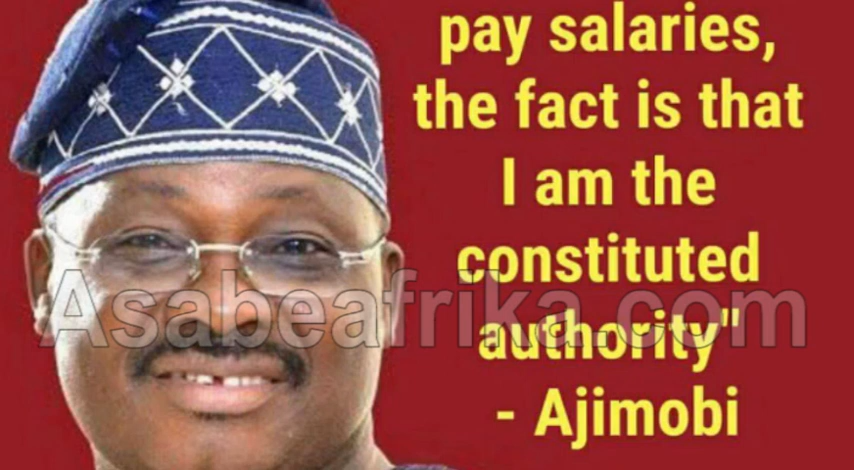 pay salaries,
the fact is that
I am the
constituted
authority"
- Ajimobi
Asabeafrika.com